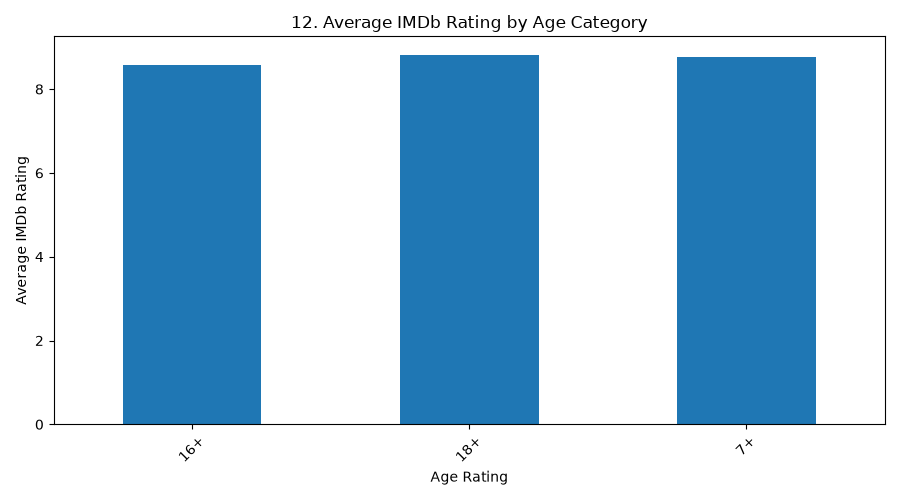 12. Average IMDb Rating by Age Category
Average IMDb Rating
8
6
4
2
0
16+
18+
7+
Age Rating